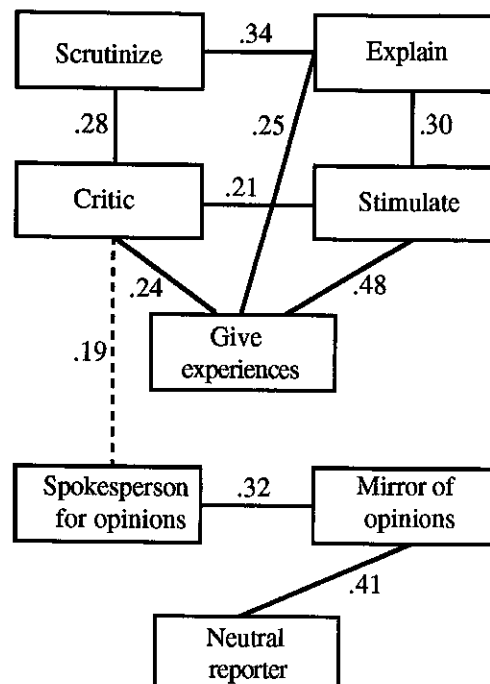 .34
Scrutinize
Explain
.28
.25
.30
Critic
.21
Stimulate
.24
.48
.19
Give
experiences
Spokesperson
for opinions
.32
Mirror of
opinions
.41
Neutral
reporter